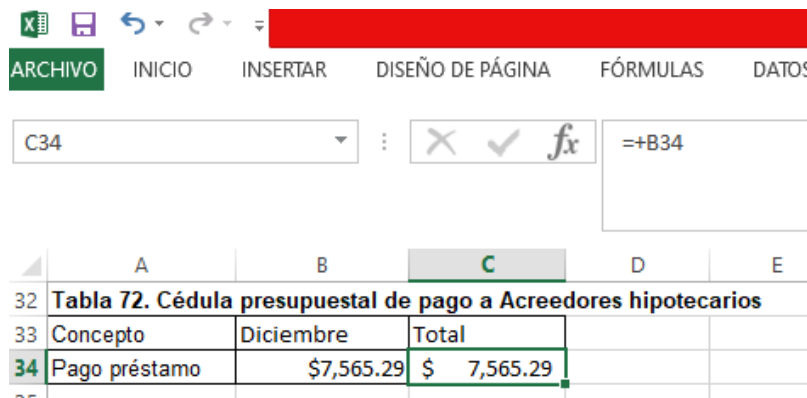 ARCHIVO INICIO INSERTAR DISEÑO DE PÁGINA FÓRMULAS DATOS
C34 fx =+B34
A B C D E
32 Tabla 72. Cédula presupuestal de pago a Acreedores hipotecarios
33 Concepto Diciembre Total
34 Pago préstamo $7,565.29 $ 7,565.29